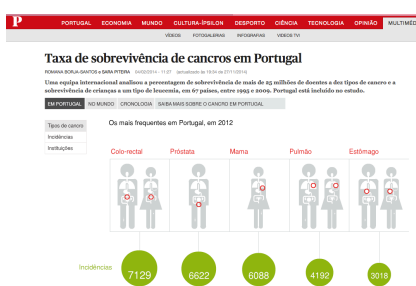 P PORTUGAL ECONOMIA MUNDO CULTURA-ÍPSILON DESPORTO CIÊNCIA TECNOLOGIA OPINIÃO MULTIMÉD
VÍDEOS FOTOGALERIAS INFOGRAFIAS VIDEOS TVI
Taxa de sobrevivência de cancros em Portugal
ROMANA BORJA-SANTOS e SARA PITEIRA
Uma equipa internacional analisou a percentagem de sobrevivência de mais de 25 milhões de doentes a dez tipos de cancro e a
sobrevivência de crianças a um tipo de leucemia, em 67 países, entre 1995 e 2009. Portugal está incluído no estudo.
EM PORTUGAL NO MUNDO CRONOLOGIA SAIBA MAIS SOBRE O CANCRO EM PORTUGAL
Tipos de cancro
Incidências
Instituições
Os mais frequentes em Portugal, em 2012
Colo-rectal Próstata Mama Pulmão Estômago
Incidências 7129 6622 6088 4192 3018